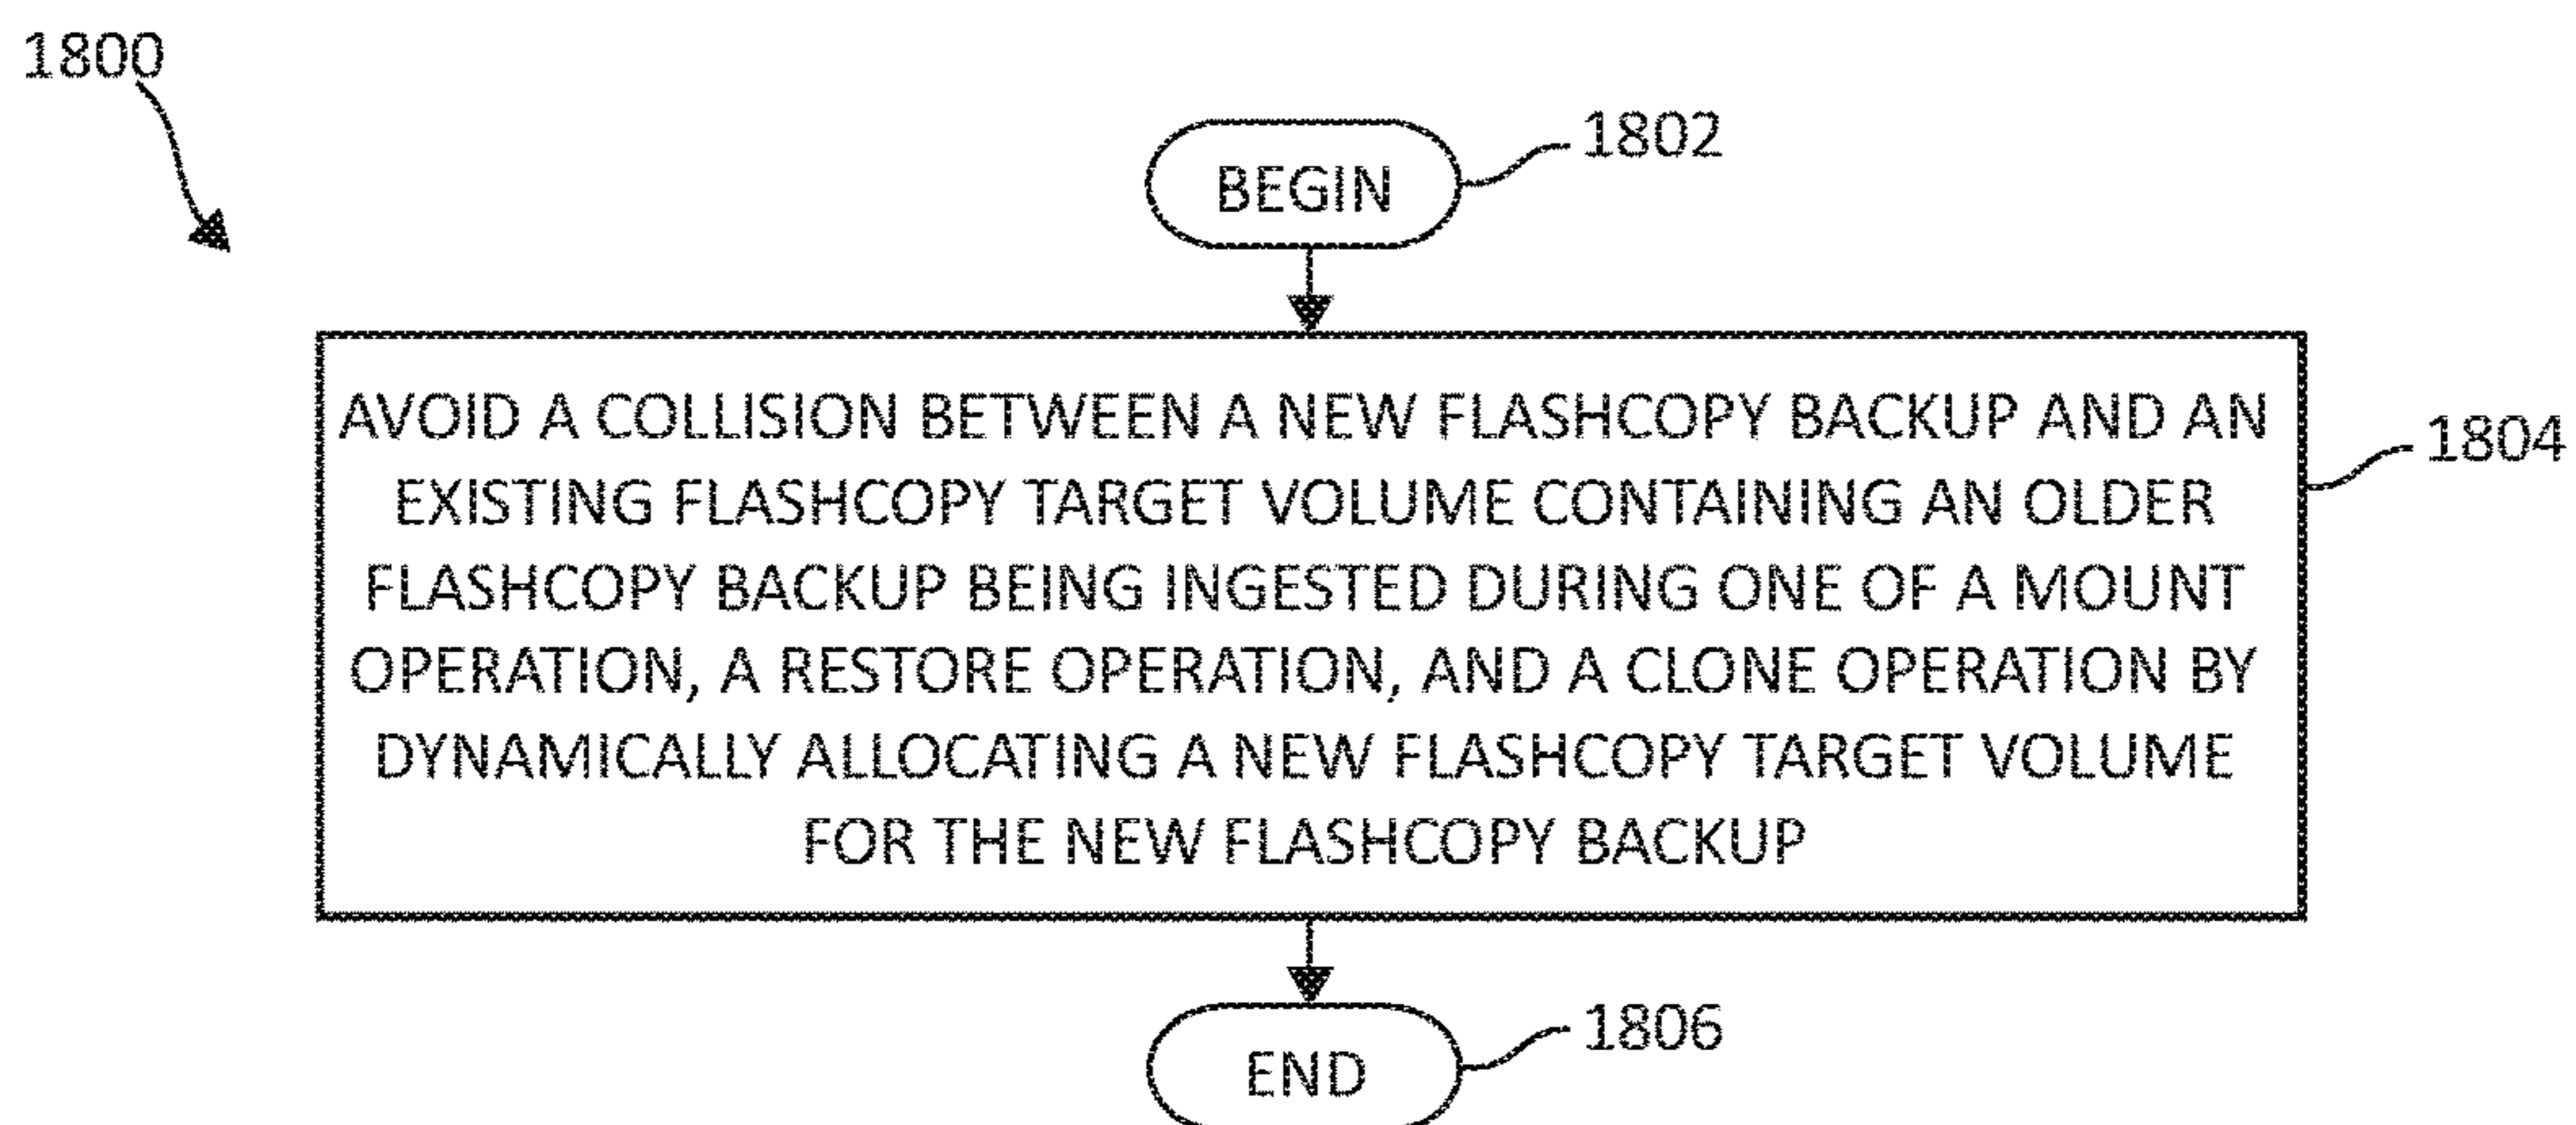 1800
BEGIN
1802
AVOID A COLLISION BETWEEN A NEW FLASHCOPY BACKUP AND AN
EXISTING FLASHCOPY TARGET VOLUME CONTAINING AN OLDER
FLASHCOPY BACKUP BEING INGESTED DURING ONE OF A MOUNT
OPERATION, A RESTORE OPERATION, AND A CLONE OPERATION BY
DYNAMICALLY ALLOCATING A NEW FLASHCOPY TARGET VOLUME
FOR THE NEW FLASHCOPY BACKUP
1804
END
1806